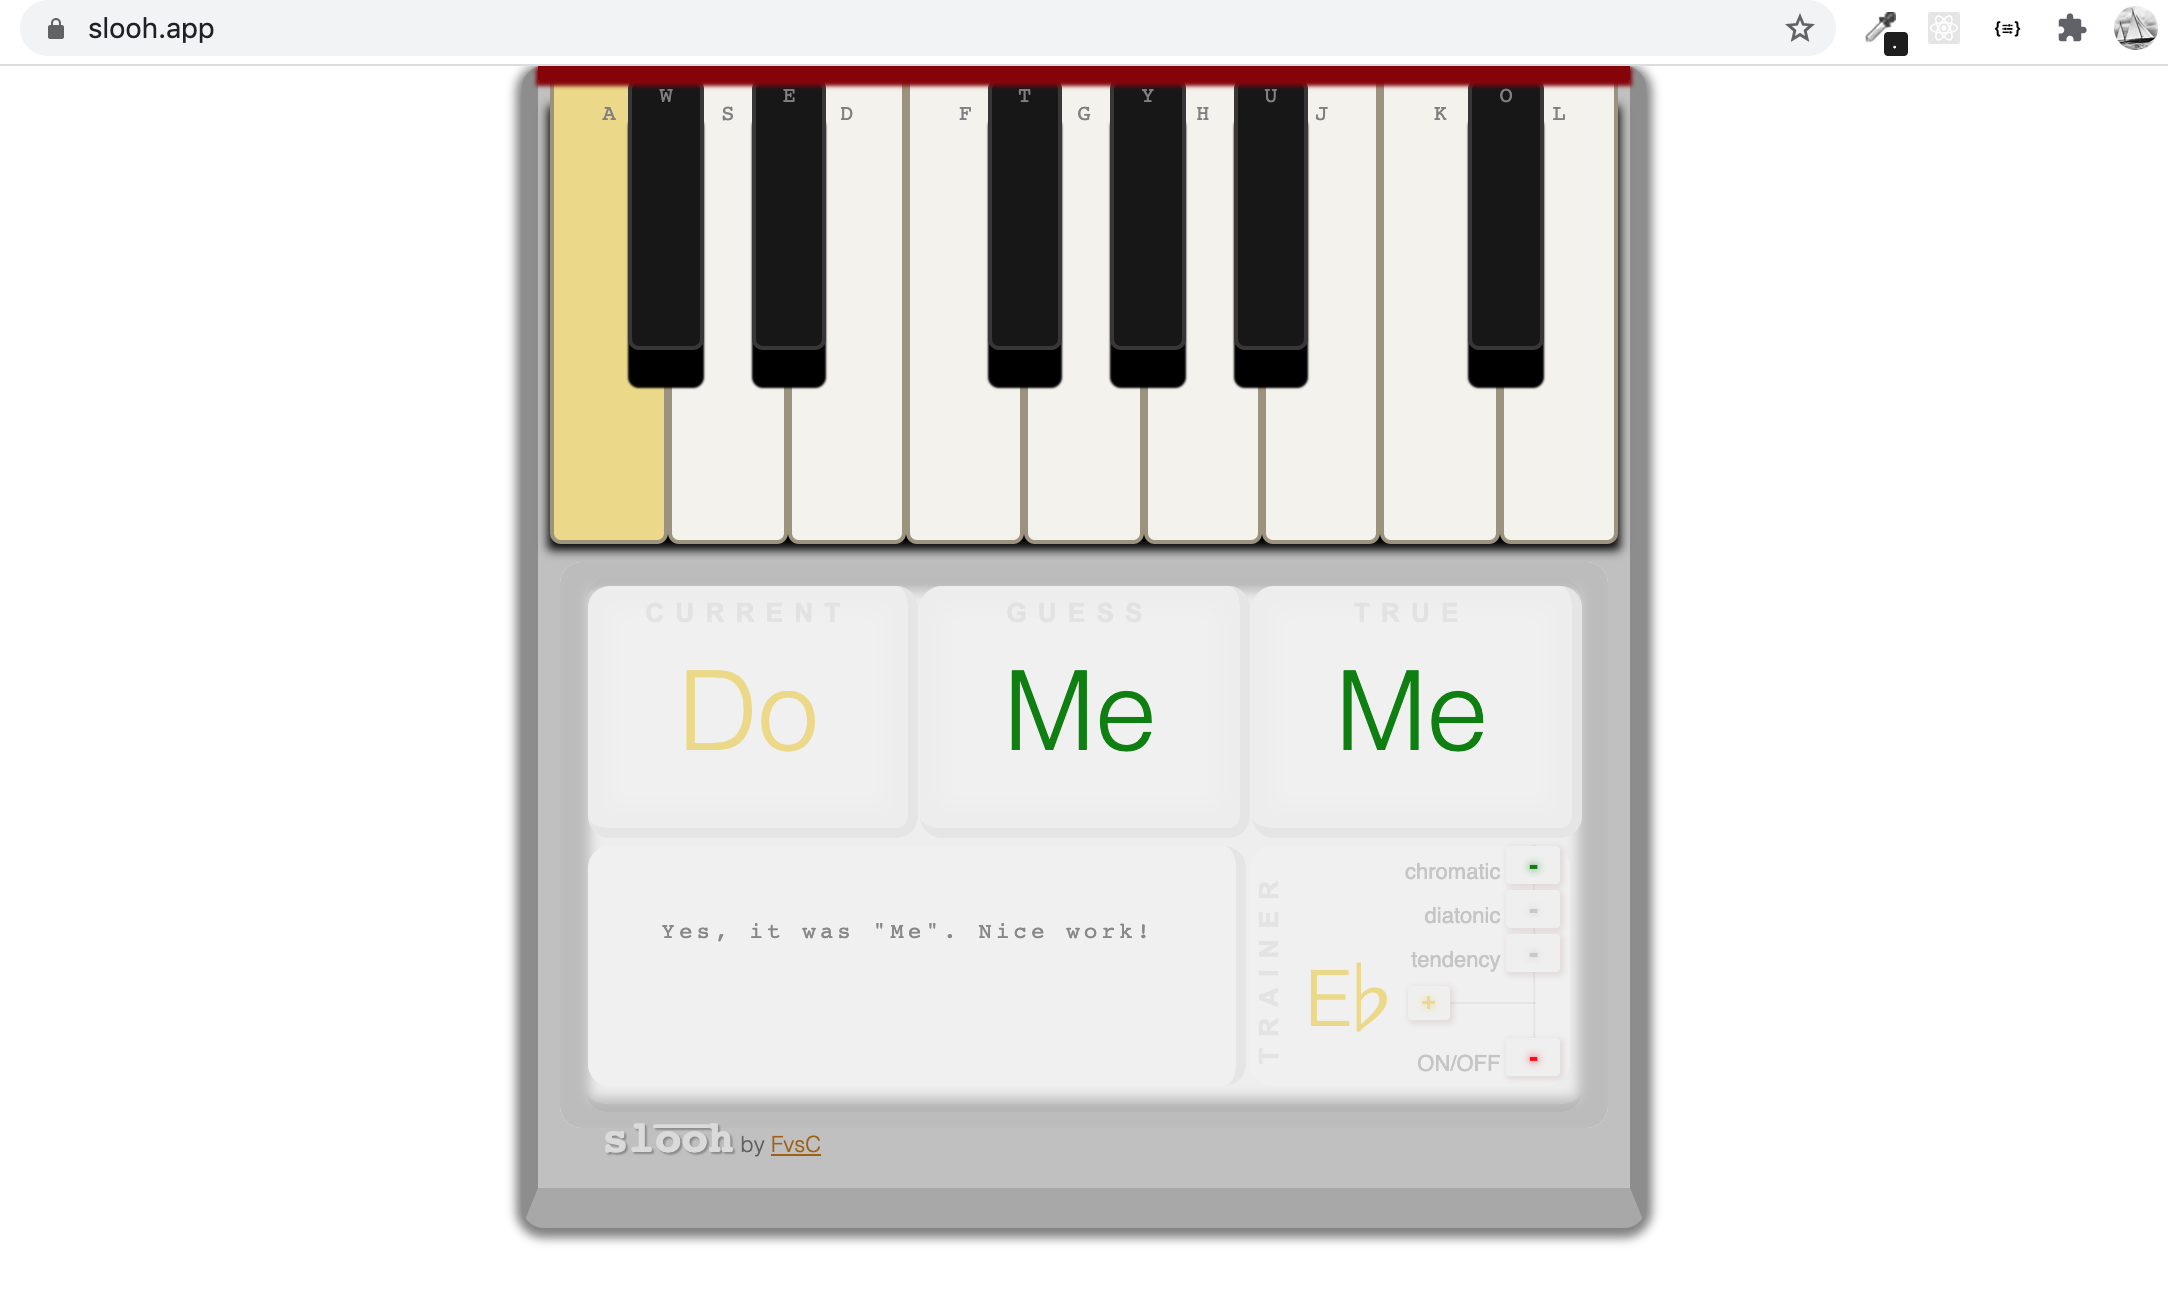 slooh.app
W E T Y U O
A S D F G H J K L
CURRENT GUESS TRUE
Do Me Me
Yes, it was "Me". Nice work!
TRAINER
chromatic -
diatonic -
tendency -
E♭ +
ON/OFF -
slooh by FvsC